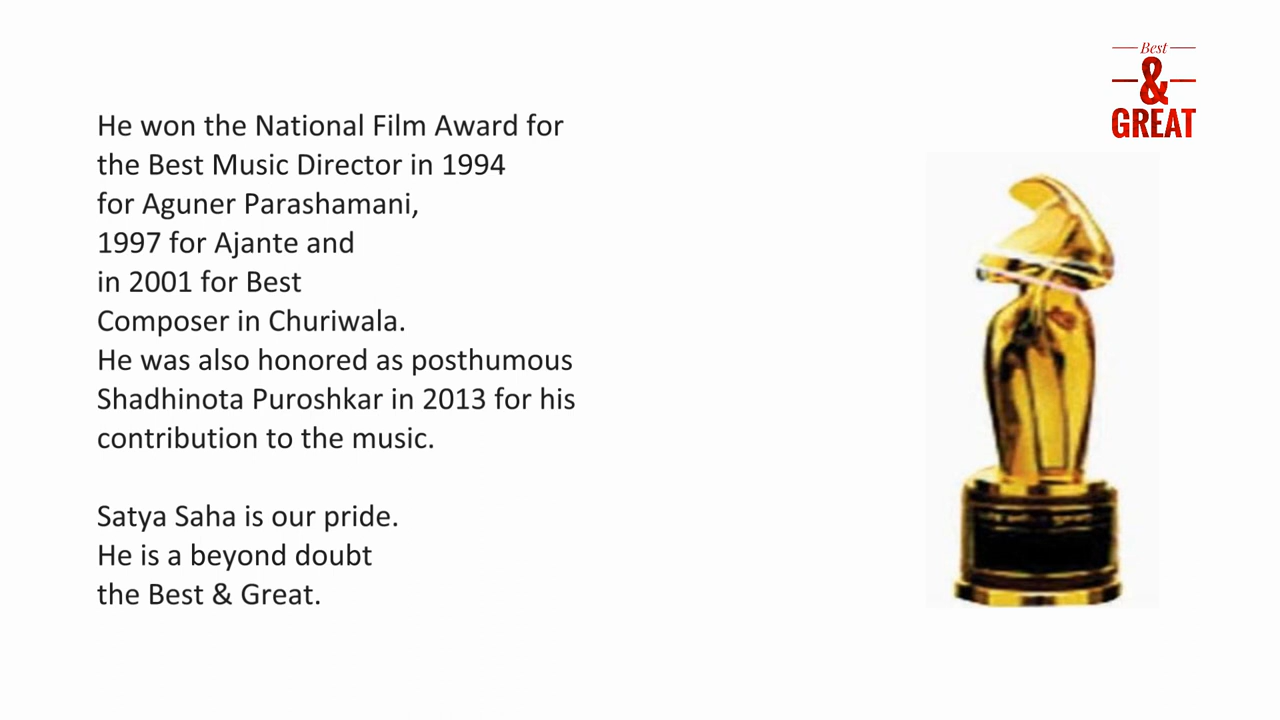 Best
&
GREAT
He won the National Film Award for
the Best Music Director in 1994
for Aguner Parashamani,
1997 for Ajante and
in 2001 for Best
Composer in Churiwala.
He was also honored as posthumous
Shadhinota Puroshkar in 2013 for his
contribution to the music.
Satya Saha is our pride.
He is a beyond doubt
the Best & Great.